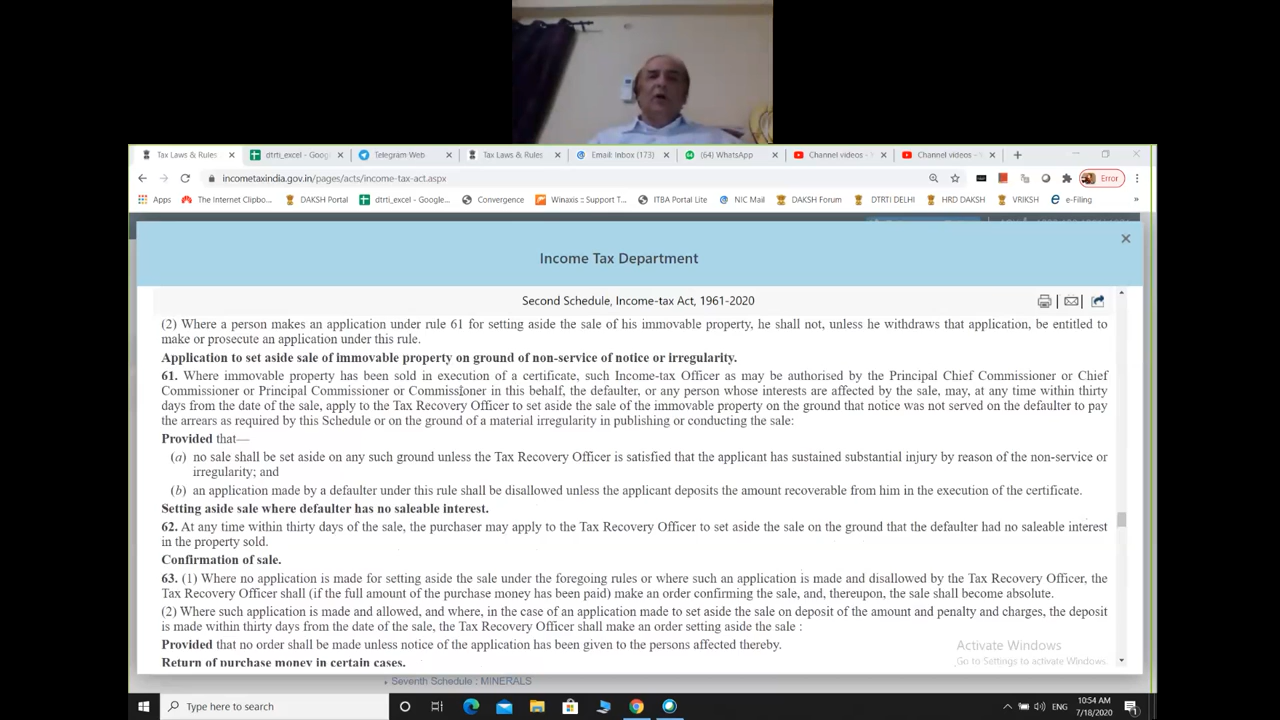 Tax Laws & Rules
dtrti_excel - Goog
Telegram Web
Tax Laws & Rules
Email: Inbox (173)
(64) WhatsApp
Channel videos -
Channel videos -
incometaxindia.gov.in/pages/acts/income-tax-act.aspx
Error
Apps
The Internet Clipbo...
DAKSH Portal
dtrti_excel - Google...
Convergence
Winaxis :: Support T...
ITBA Portal Lite
NIC Mail
DAKSH Forum
DTRTI DELHI
HRD DAKSH
VRIKSH
e-Filing
Income Tax Department
Second Schedule, Income-tax Act, 1961-2020
(2) Where a person makes an application under rule 61 for setting aside the sale of his immovable property, he shall not, unless he withdraws that application, be entitled to
make or prosecute an application under this rule.
Application to set aside sale of immovable property on ground of non-service of notice or irregularity.
61. Where immovable property has been sold in execution of a certificate, such Income-tax Officer as may be authorised by the Principal Chief Commissioner or Chief
Commissioner or Principal Commissioner or Commissioner in this behalf, the defaulter, or any person whose interests are affected by the sale, may, at any time within thirty
days from the date of the sale, apply to the Tax Recovery Officer to set aside the sale of the immovable property on the ground that notice was not served on the defaulter to pay
the arrears as required by this Schedule or on the ground of a material irregularity in publishing or conducting the sale:
Provided that—
(a) no sale shall be set aside on any such ground unless the Tax Recovery Officer is satisfied that the applicant has sustained substantial injury by reason of the non-service or
irregularity; and
(b) an application made by a defaulter under this rule shall be disallowed unless the applicant deposits the amount recoverable from him in the execution of the certificate.
Setting aside sale where defaulter has no saleable interest.
62. At any time within thirty days of the sale, the purchaser may apply to the Tax Recovery Officer to set aside the sale on the ground that the defaulter had no saleable interest
in the property sold.
Confirmation of sale.
63. (1) Where no application is made for setting aside the sale under the foregoing rules or where such an application is made and disallowed by the Tax Recovery Officer, the
Tax Recovery Officer shall (if the full amount of the purchase money has been paid) make an order confirming the sale, and, thereupon, the sale shall become absolute.
(2) Where such application is made and allowed, and where, in the case of an application made to set aside the sale on deposit of the amount and penalty and charges, the deposit
is made within thirty days from the date of the sale, the Tax Recovery Officer shall make an order setting aside the sale :
Provided that no order shall be made unless notice of the application has been given to the persons affected thereby.
Return of purchase money in certain cases.
Activate Windows
Go to Settings to activate Windows.
Seventh Schedule : MINERALS
Type here to search
ENG
10:54 AM
7/18/2020